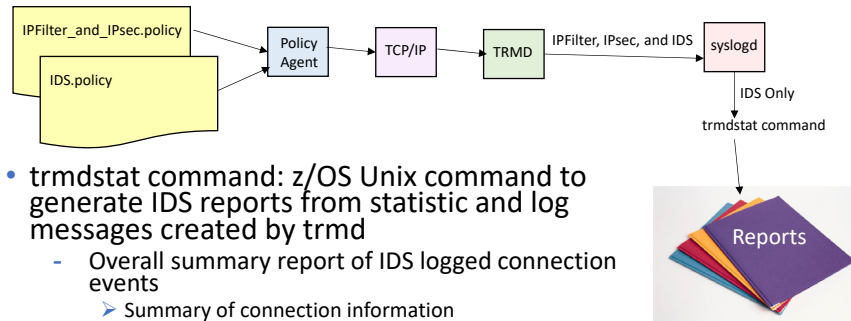 IPFilter_and_IPsec.policy
IDS.policy
Policy
Agent
TCP/IP
TRMD
IPFilter, IPsec, and IDS
syslogd
IDS Only
trmdstat command
Reports
• trmdstat command: z/OS Unix command to
generate IDS reports from statistic and log
messages created by trmd
- Overall summary report of IDS logged connection
events
➢ Summary of connection information